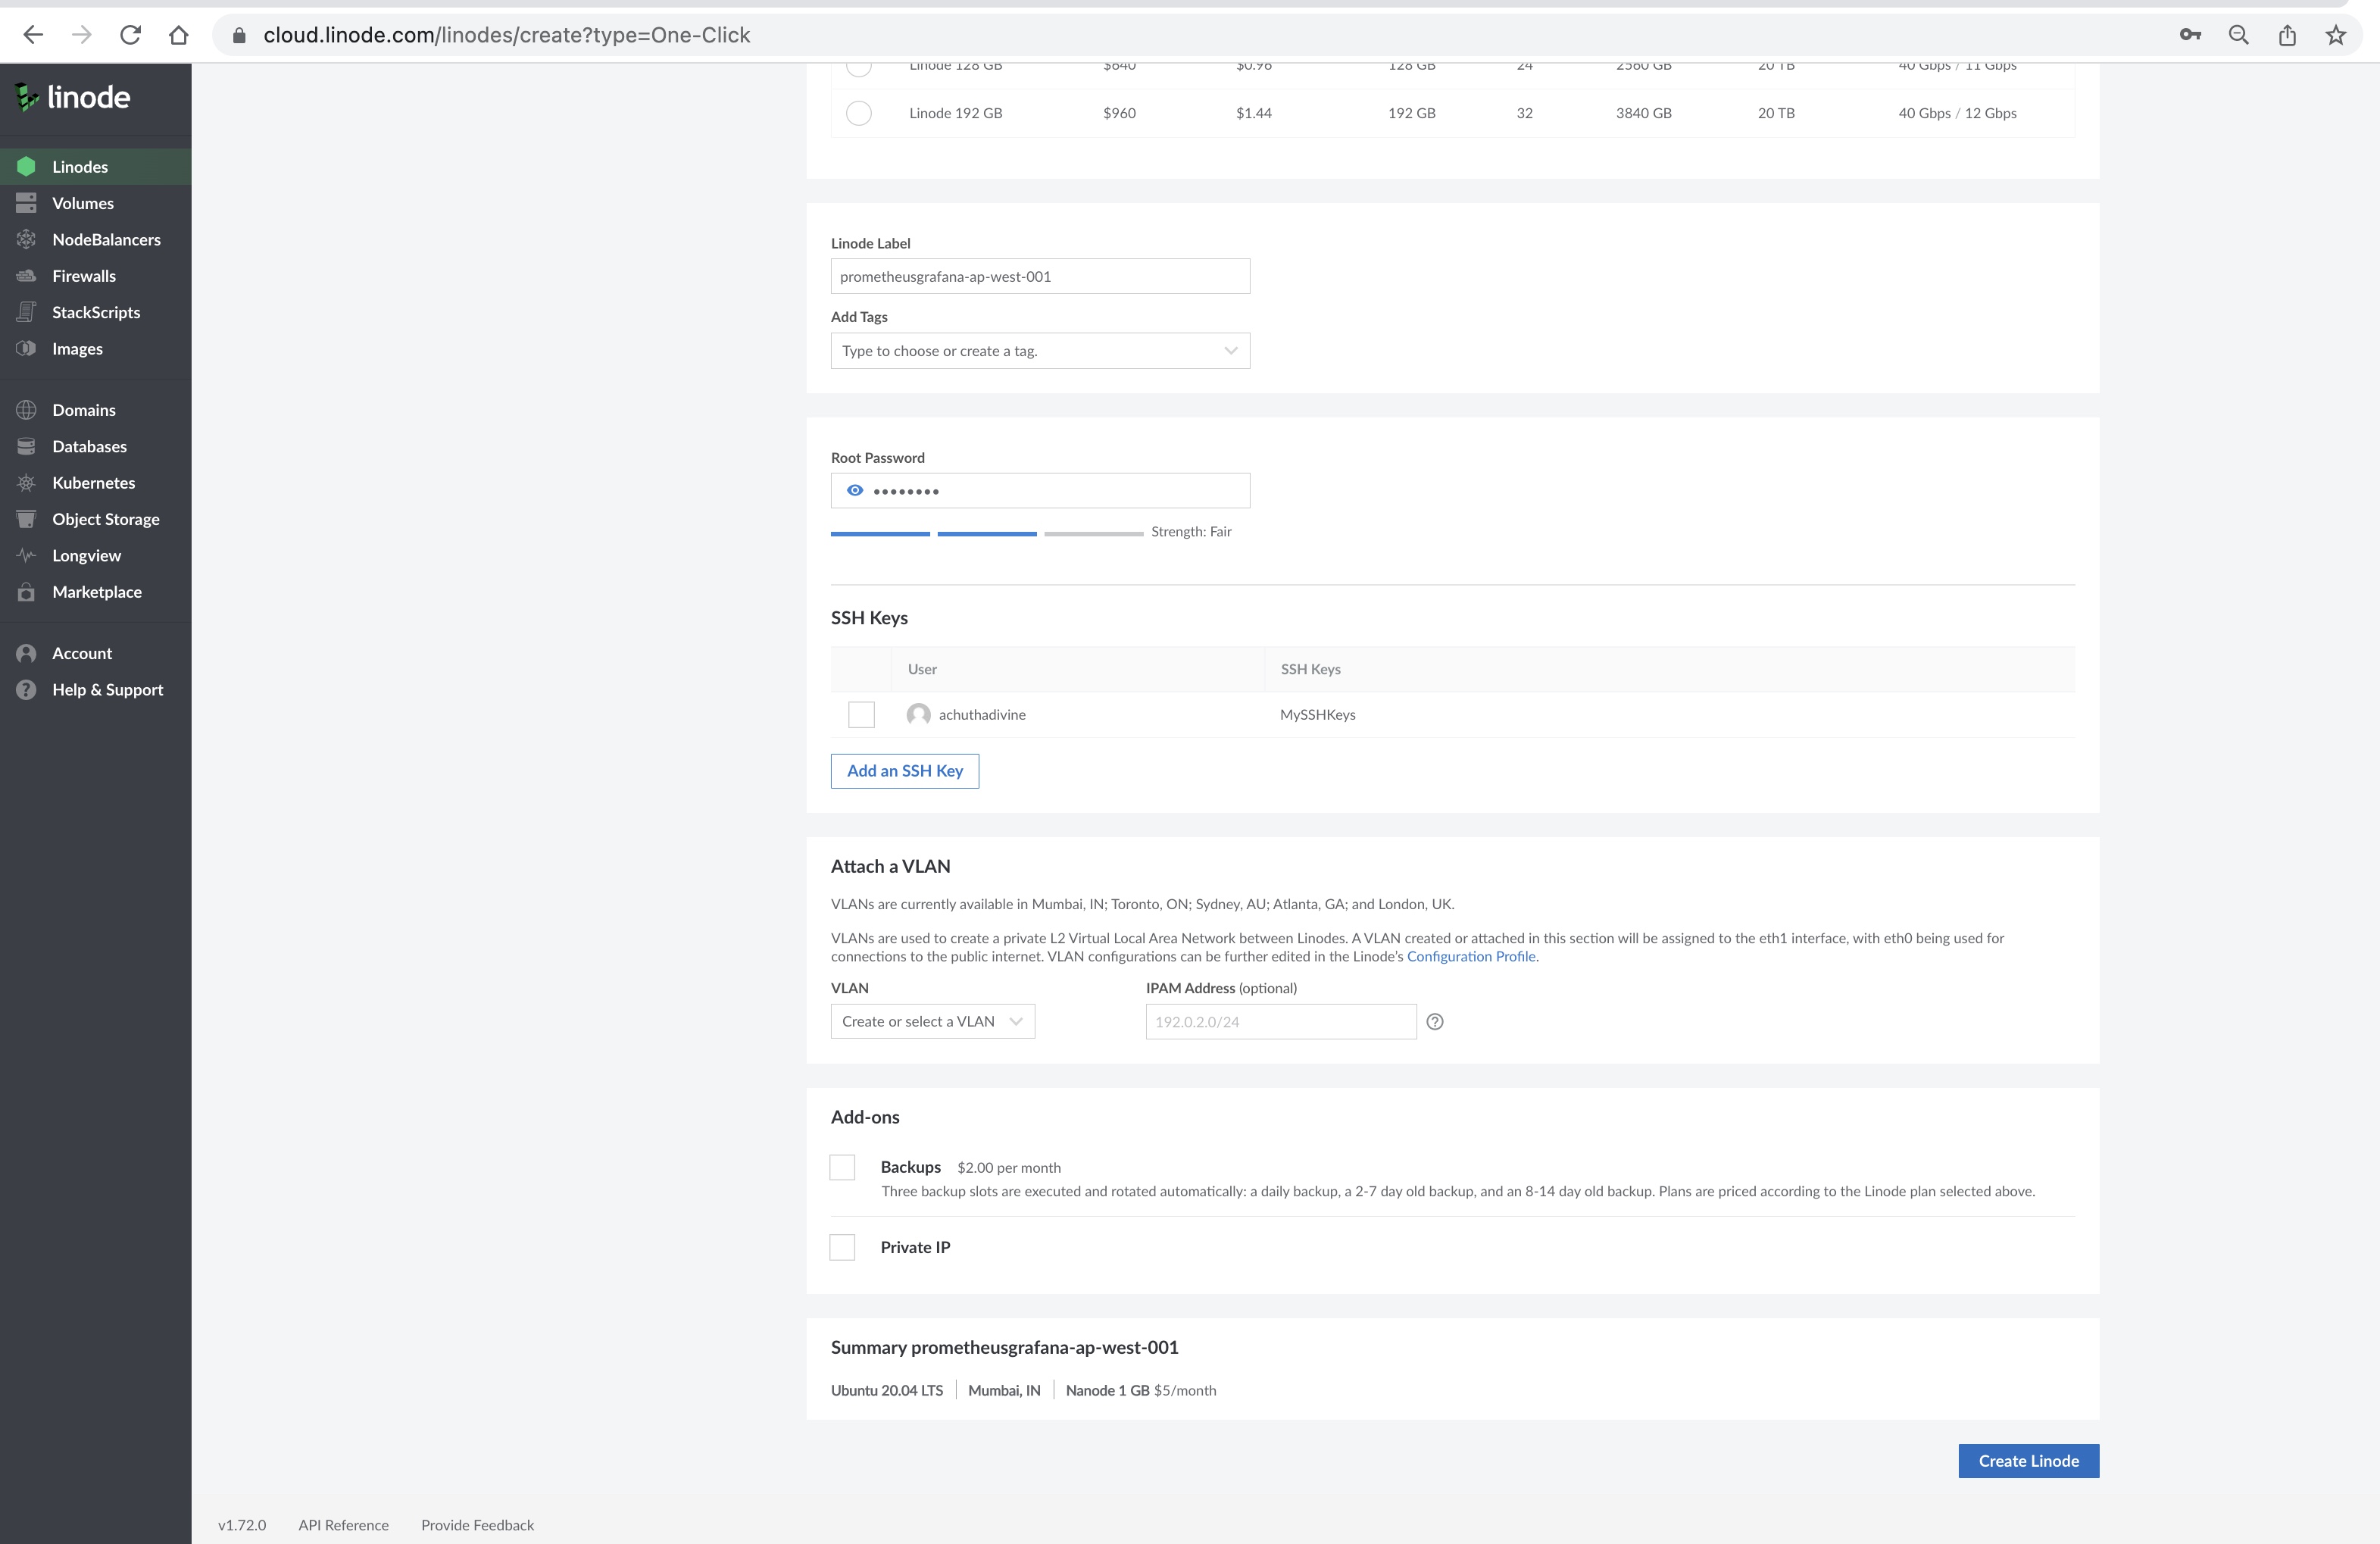 cloud.linode.com/linodes/create?type=One-Click
linode
Linodes
Volumes
NodeBalancers
Firewalls
StackScripts
Images
Domains
Databases
Kubernetes
Object Storage
Longview
Marketplace
Account
Help & Support
Linode 128 GB $640 $0.96 128 GB 24 2560 GB 20 TB 40 Gbps / 11 Gbps
Linode 192 GB $960 $1.44 192 GB 32 3840 GB 20 TB 40 Gbps / 12 Gbps
Linode Label
prometheusgrafana-ap-west-001
Add Tags
Type to choose or create a tag.
Root Password
••••••••
Strength: Fair
SSH Keys
User SSH Keys
achuthadivine MySSHKeys
Add an SSH Key
Attach a VLAN
VLANs are currently available in Mumbai, IN; Toronto, ON; Sydney, AU; Atlanta, GA; and London, UK.
VLANs are used to create a private L2 Virtual Local Area Network between Linodes. A VLAN created or attached in this section will be assigned to the eth1 interface, with eth0 being used for
connections to the public internet. VLAN configurations can be further edited in the Linode's Configuration Profile.
VLAN IPAM Address (optional)
Create or select a VLAN 192.0.2.0/24
Add-ons
Backups $2.00 per month
Three backup slots are executed and rotated automatically: a daily backup, a 2-7 day old backup, and an 8-14 day old backup. Plans are priced according to the Linode plan selected above.
Private IP
Summary prometheusgrafana-ap-west-001
Ubuntu 20.04 LTS Mumbai, IN Nanode 1 GB $5/month
Create Linode
v1.72.0 API Reference Provide Feedback